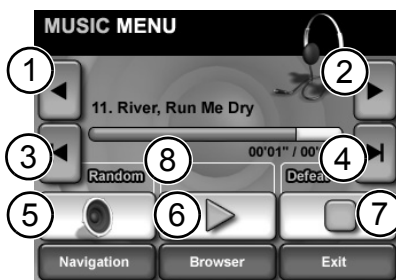 MUSIC MENU
1
2
11. River, Run Me Dry
00'01" / 00'
3
8
4
Random
5
6
7
Navigation
Browser
Exit